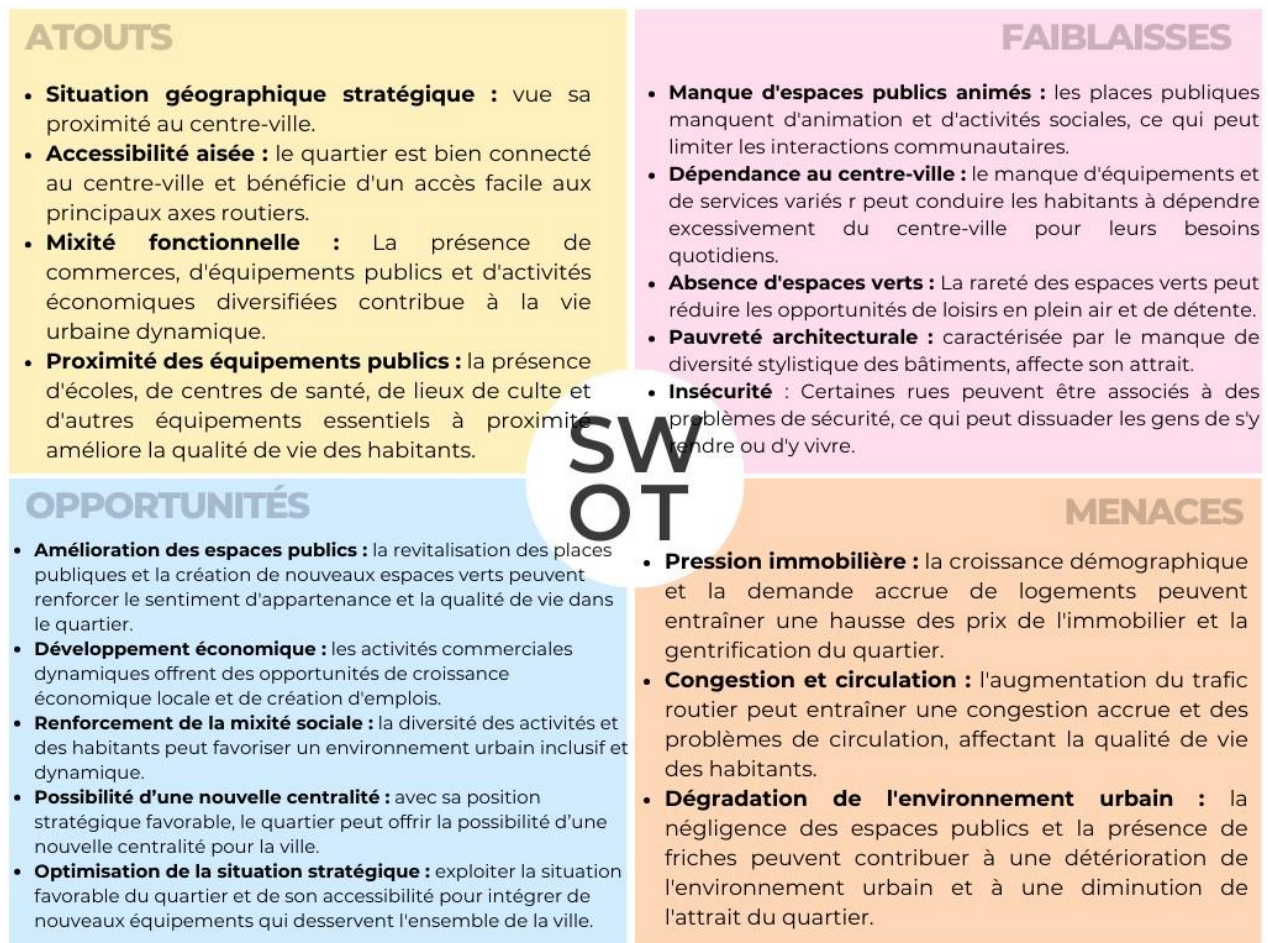 ATOUTS
• Situation géographique stratégique : vue sa
proximité au centre-ville.
• Accessibilité aisée : le quartier est bien connecté
au centre-ville et bénéficie d'un accès facile aux
principaux axes routiers.
• Mixité fonctionnelle : La présence de
commerces, d'équipements publics et d'activités
économiques diversifiées contribue à la vie
urbaine dynamique.
• Proximité des équipements publics : la présence
d'écoles, de centres de santé, de lieux de culte et
d'autres équipements essentiels à proximité
améliore la qualité de vie des habitants.
FAIBLAISSES
• Manque d'espaces publics animés : les places publiques
manquent d'animation et d'activités sociales, ce qui peut
limiter les interactions communautaires.
• Dépendance au centre-ville : le manque d'équipements et
de services variés r peut conduire les habitants à dépendre
excessivement du centre-ville pour leurs besoins
quotidiens.
• Absence d'espaces verts : La rareté des espaces verts peut
réduire les opportunités de loisirs en plein air et de détente.
• Pauvreté architecturale : caractérisée par le manque de
diversité stylistique des bâtiments, affecte son attrait.
• Insécurité : Certaines rues peuvent être associés à des
problèmes de sécurité, ce qui peut dissuader les gens de s'y
rendre ou d'y vivre.
SW
OT
OPPORTUNITÉS
• Amélioration des espaces publics : la revitalisation des places
publiques et la création de nouveaux espaces verts peuvent
renforcer le sentiment d'appartenance et la qualité de vie dans
le quartier.
• Développement économique : les activités commerciales
dynamiques offrent des opportunités de croissance
économique locale et de création d'emplois.
• Renforcement de la mixité sociale : la diversité des activités et
des habitants peut favoriser un environnement urbain inclusif et
dynamique.
• Possibilité d’une nouvelle centralité : avec sa position
stratégique favorable, le quartier peut offrir la possibilité d’une
nouvelle centralité pour la ville.
• Optimisation de la situation stratégique : exploiter la situation
favorable du quartier et de son accessibilité pour intégrer de
nouveaux équipements qui desservent l'ensemble de la ville.
MENACES
• Pression immobilière : la croissance démographique
et la demande accrue de logements peuvent
entraîner une hausse des prix de l'immobilier et la
gentrification du quartier.
• Congestion et circulation : l'augmentation du trafic
routier peut entraîner une congestion accrue et des
problèmes de circulation, affectant la qualité de vie
des habitants.
• Dégradation de l'environnement urbain : la
négligence des espaces publics et la présence de
friches peuvent contribuer à une détérioration de
l'environnement urbain et à une diminution de
l'attrait du quartier.